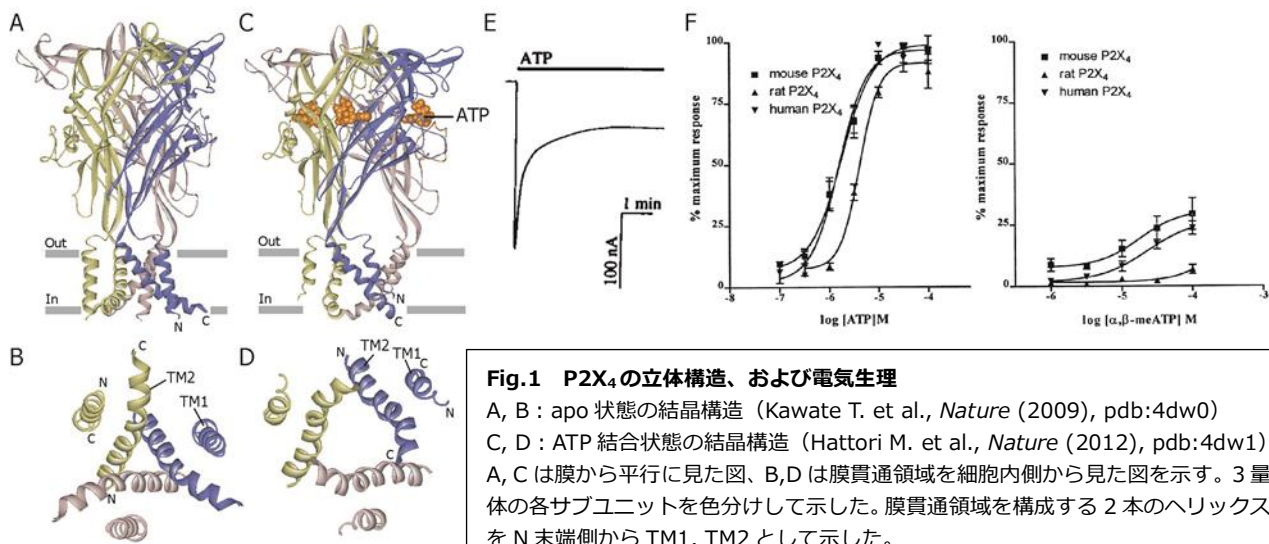 A
C
E
F
ATP
ATP
1 min
100 nA
Out
In
N
C
Out
In
N
C
100
75
50
25
0
% maximum response
mouse P2X₄
rat P2X₄
human P2X₄
-8
-7
-6
-5
-4
-3
log [ATP]M
100
75
50
25
0
% maximum response
mouse P2X₄
rat P2X₄
human P2X₄
-6
-5
-4
-3
log [α,β-meATP] M
B
C
N
TM2
TM1
C
N
D
N
TM2
TM1
C
N
C
Fig.1 P2X₄の立体構造、および電気生理
A, B : apo 状態の結晶構造(Kawate T. et al., Nature (2009), pdb:4dw0)
C, D : ATP 結合状態の結晶構造(Hattori M. et al., Nature (2012), pdb:4dw1)
A, C は膜から平行に見た図、B,D は膜貫通領域を細胞内側から見た図を示す。3 量
体の各サブユニットを色分けして示した。膜貫通領域を構成する 2 本のヘリックス
を N 末端側から TM1, TM2 として示した。